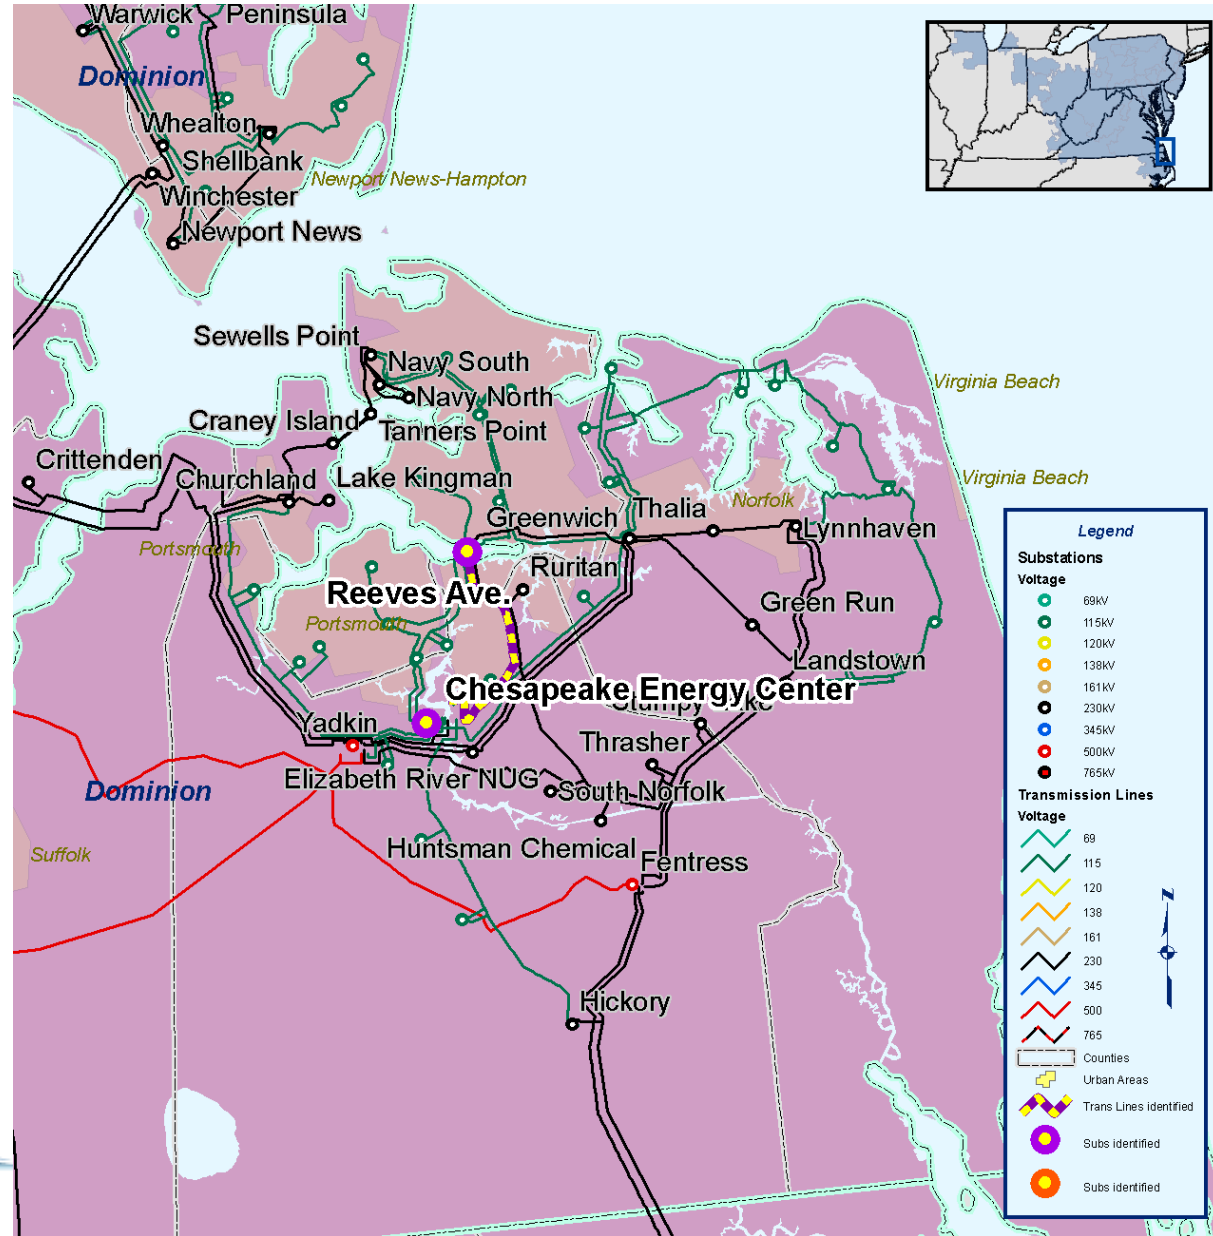 Warwick
Peninsula
Dominion
Whealton
Shellbank
Newport News-Hampton
Winchester
Newport News
Sewells Point
Navy South
Virginia Beach
Navy North
Craney Island
Tanners Point
Crittenden
Churchland
Lake Kingman
Virginia Beach
Norfolk
Greenwich
Thalia
Lynnhaven
Portsmouth
Ruritan
Reeves Ave.
Green Run
Portsmouth
Landstown
Chesapeake Energy Center
Stumpy Lake
Yadkin
Thrasher
Elizabeth River NUG
South Norfolk
Dominion
Huntsman Chemical
Fentress
Suffolk
Hickory
Legend
Substations
Voltage
69kV
115kV
120kV
138kV
161kV
230kV
345kV
500kV
765kV
Transmission Lines
Voltage
69
115
120
138
161
230
345
500
765
Counties
Urban Areas
Trans Lines identified
Subs identified
Subs identified
N